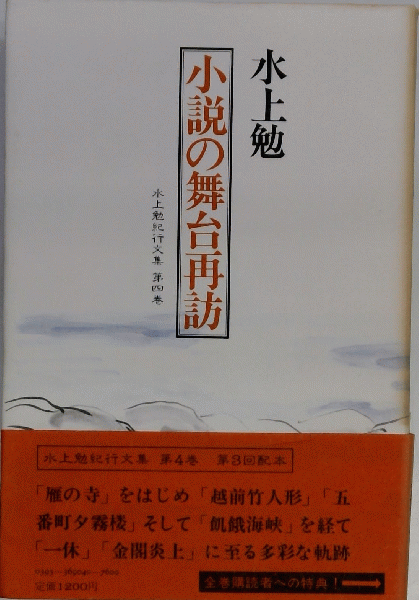 水上勉
小説の舞台再訪
水上勉紀行文集 第四巻
水上勉紀行文集 第4巻 第3回配本
「雁の寺」をはじめ「越前竹人形」「五
番町夕霧楼」そして「飢餓海峡」を経て
「一休」「金閣炎上」に至る多彩な軌跡
定価1200円
全巻購読者への特典!